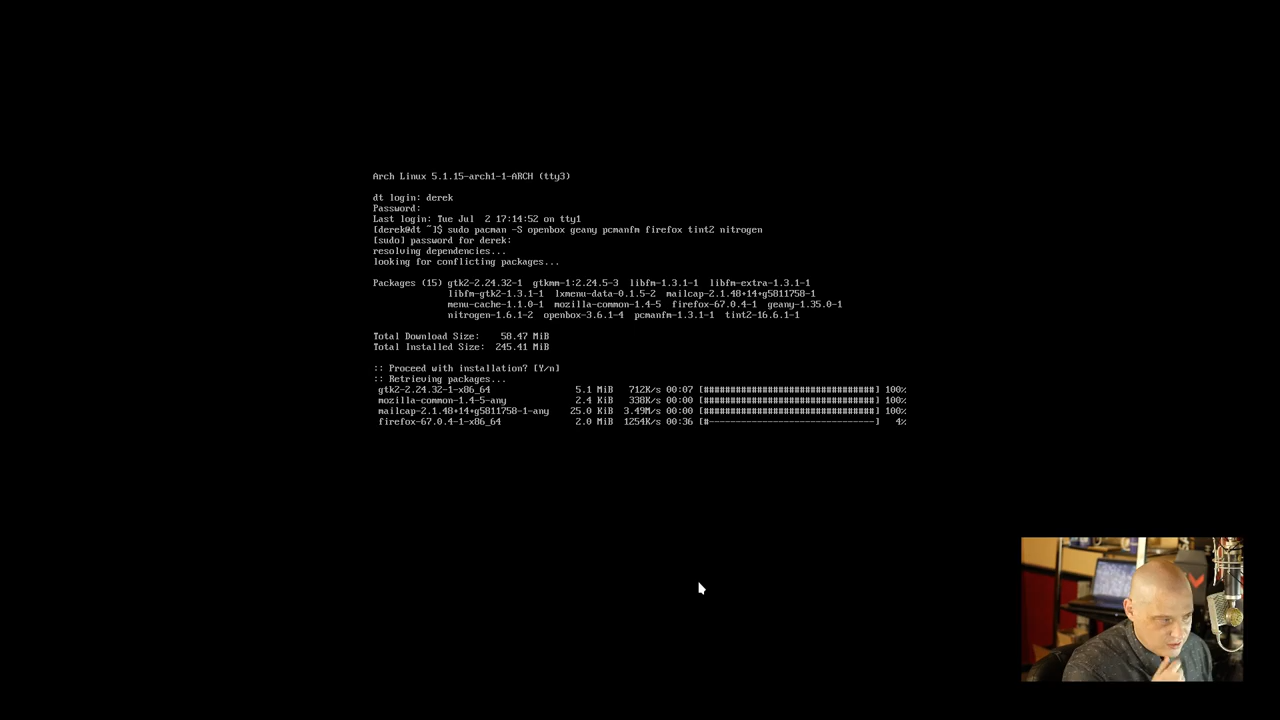 Arch Linux 5.1.15-arch1-1-ARCH (tty3)
dt login: derek
Password:
Last login: Tue Jul  2 17:14:52 on tty1
[derek@dt ~]$ sudo pacman -S openbox geany pcmanfm firefox tint2 nitrogen
[sudo] password for derek:
resolving dependencies...
looking for conflicting packages...
Packages (15) gtk2-2.24.32-1  gtkmm-1:2.24.5-3  libfm-1.3.1-1  libfm-extra-1.3.1-1
libfm-gtk2-1.3.1-1  lxmenu-data-0.1.5-2  mailcap-2.1.48+14+g5811758-1
menu-cache-1.1.0-1  mozilla-common-1.4-5  firefox-67.0.4-1  geany-1.35.0-1
nitrogen-1.6.1-2  openbox-3.6.1-4  pcmanfm-1.3.1-1  tint2-16.6.1-1
Total Download Size:    58.47 MiB
Total Installed Size:  245.41 MiB
:: Proceed with installation? [Y/n]
:: Retrieving packages...
gtk2-2.24.32-1-x86_64 5.1 MiB 712K/s 00:07 [################################] 100%
mozilla-common-1.4-5-any 2.4 KiB 338K/s 00:00 [################################] 100%
mailcap-2.1.48+14+g5811758-1-any 25.0 KiB 3.49M/s 00:00 [################################] 100%
firefox-67.0.4-1-x86_64 2.0 MiB 1254K/s 00:36 [#-------------------------------] 4%